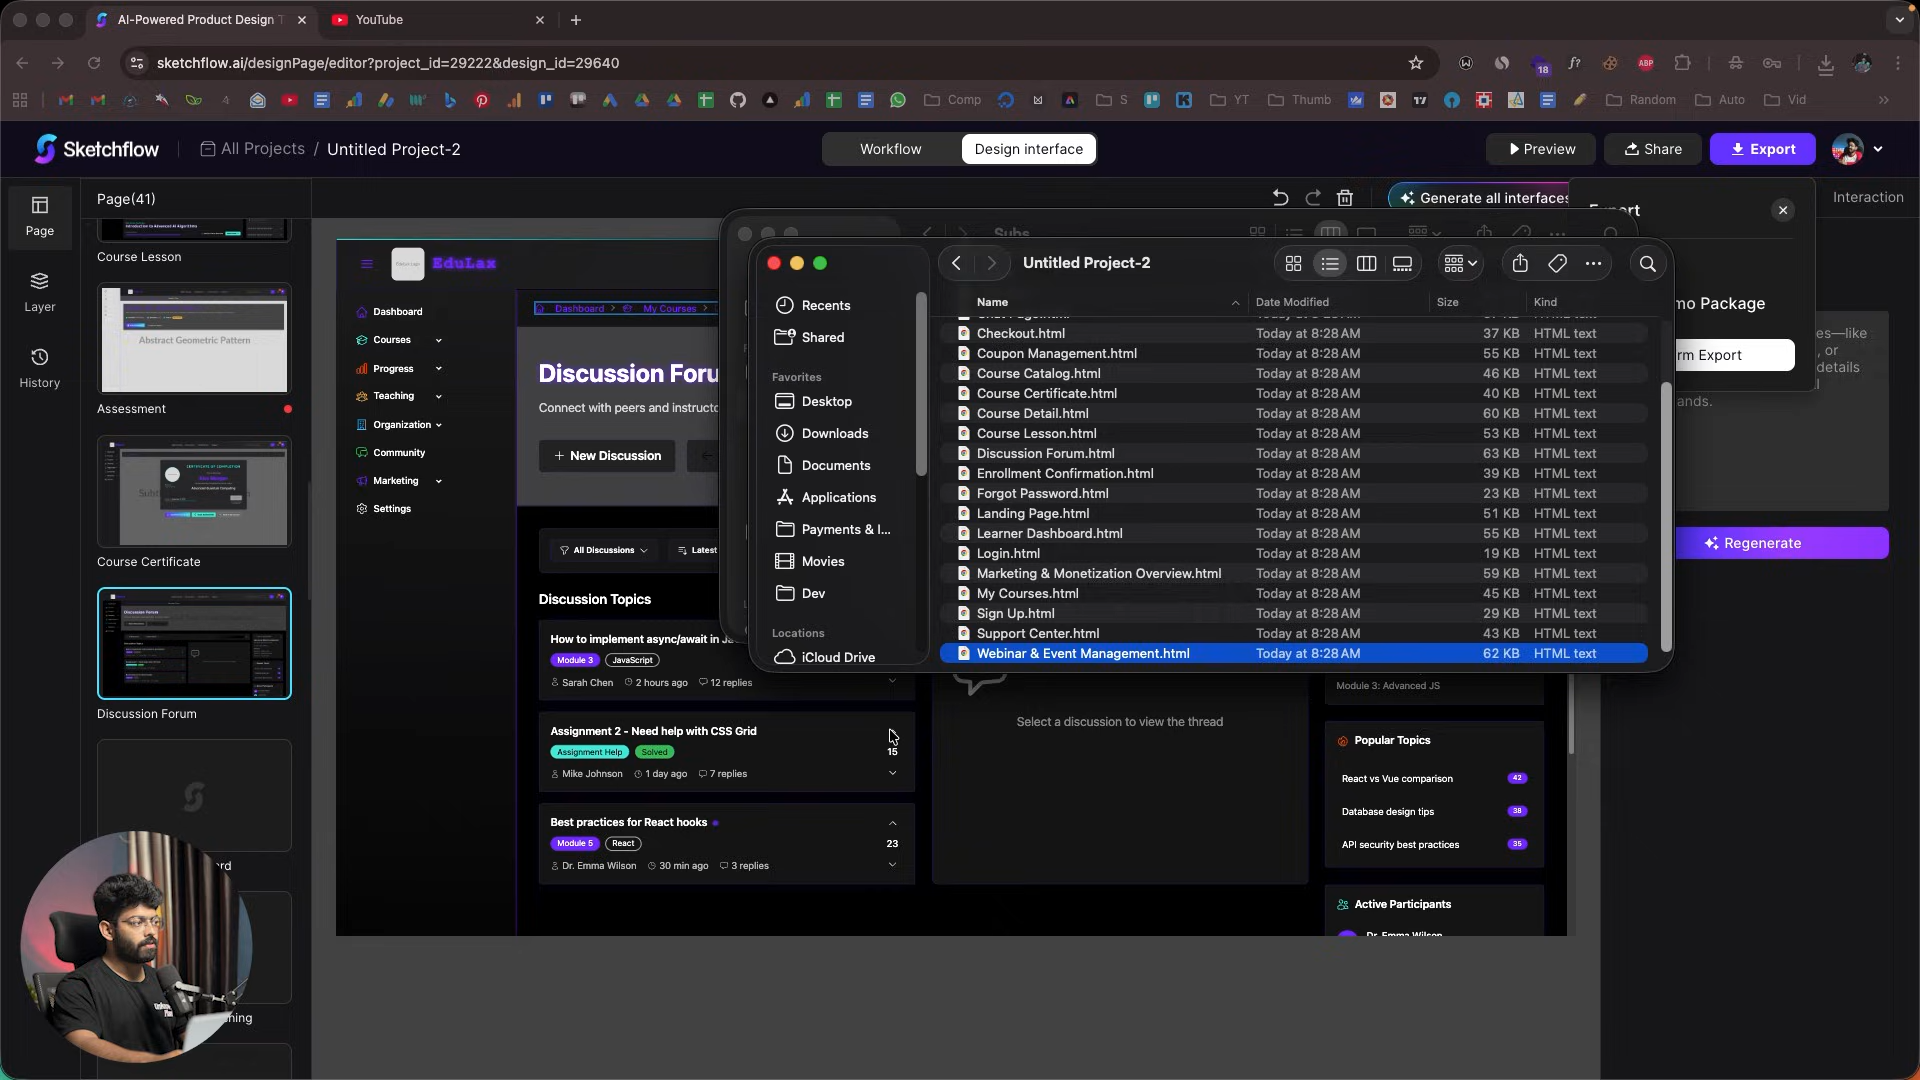 AI-Powered Product Design T
YouTube
sketchflow.ai/designPage/editor?project_id=29222&design_id=29640
18
ABP
Comp
S
YT
Thumb
Random
Auto
Vid
Sketchflow
All Projects / Untitled Project-2
Workflow
Design interface
Preview
Share
Export
Page
Layer
History
Page(41)
Course Lesson
Abstract Geometric Pattern
Assessment
Course Certificate
Discussion Forum
Generate all interfaces
Interaction
EduLax
Dashboard
Courses
Progress
Teaching
Organization
Community
Marketing
Settings
Dashboard > My Courses >
Discussion Foru
Connect with peers and instructo
+ New Discussion
All Discussions
Latest
Discussion Topics
How to implement async/await in Ja
Module 3
JavaScript
Sarah Chen
2 hours ago
12 replies
Assignment 2 - Need help with CSS Grid
Assignment Help
Solved
15
Mike Johnson
1 day ago
7 replies
Best practices for React hooks
Module 5
React
23
Dr. Emma Wilson
30 min ago
3 replies
Select a discussion to view the thread
Module 3: Advanced JS
Popular Topics
React vs Vue comparison
42
Database design tips
38
API security best practices
35
Active Participants
Dr. Emma Wilson
Subs
Untitled Project-2
Recents
Shared
Favorites
Desktop
Downloads
Documents
Applications
Payments & I...
Movies
Dev
Locations
iCloud Drive
Name
Date Modified
Size
Kind
Checkout.html Today at 8:28 AM 37 KB HTML text
Coupon Management.html Today at 8:28 AM 55 KB HTML text
Course Catalog.html Today at 8:28 AM 46 KB HTML text
Course Certificate.html Today at 8:28 AM 40 KB HTML text
Course Detail.html Today at 8:28 AM 60 KB HTML text
Course Lesson.html Today at 8:28 AM 53 KB HTML text
Discussion Forum.html Today at 8:28 AM 63 KB HTML text
Enrollment Confirmation.html Today at 8:28 AM 39 KB HTML text
Forgot Password.html Today at 8:28 AM 23 KB HTML text
Landing Page.html Today at 8:28 AM 51 KB HTML text
Learner Dashboard.html Today at 8:28 AM 55 KB HTML text
Login.html Today at 8:28 AM 19 KB HTML text
Marketing & Monetization Overview.html Today at 8:28 AM 59 KB HTML text
My Courses.html Today at 8:28 AM 45 KB HTML text
Sign Up.html Today at 8:28 AM 29 KB HTML text
Support Center.html Today at 8:28 AM 43 KB HTML text
Webinar & Event Management.html Today at 8:28 AM 62 KB HTML text
Export
mo Package
rm Export
es—like
, or
details
ands.
Regenerate